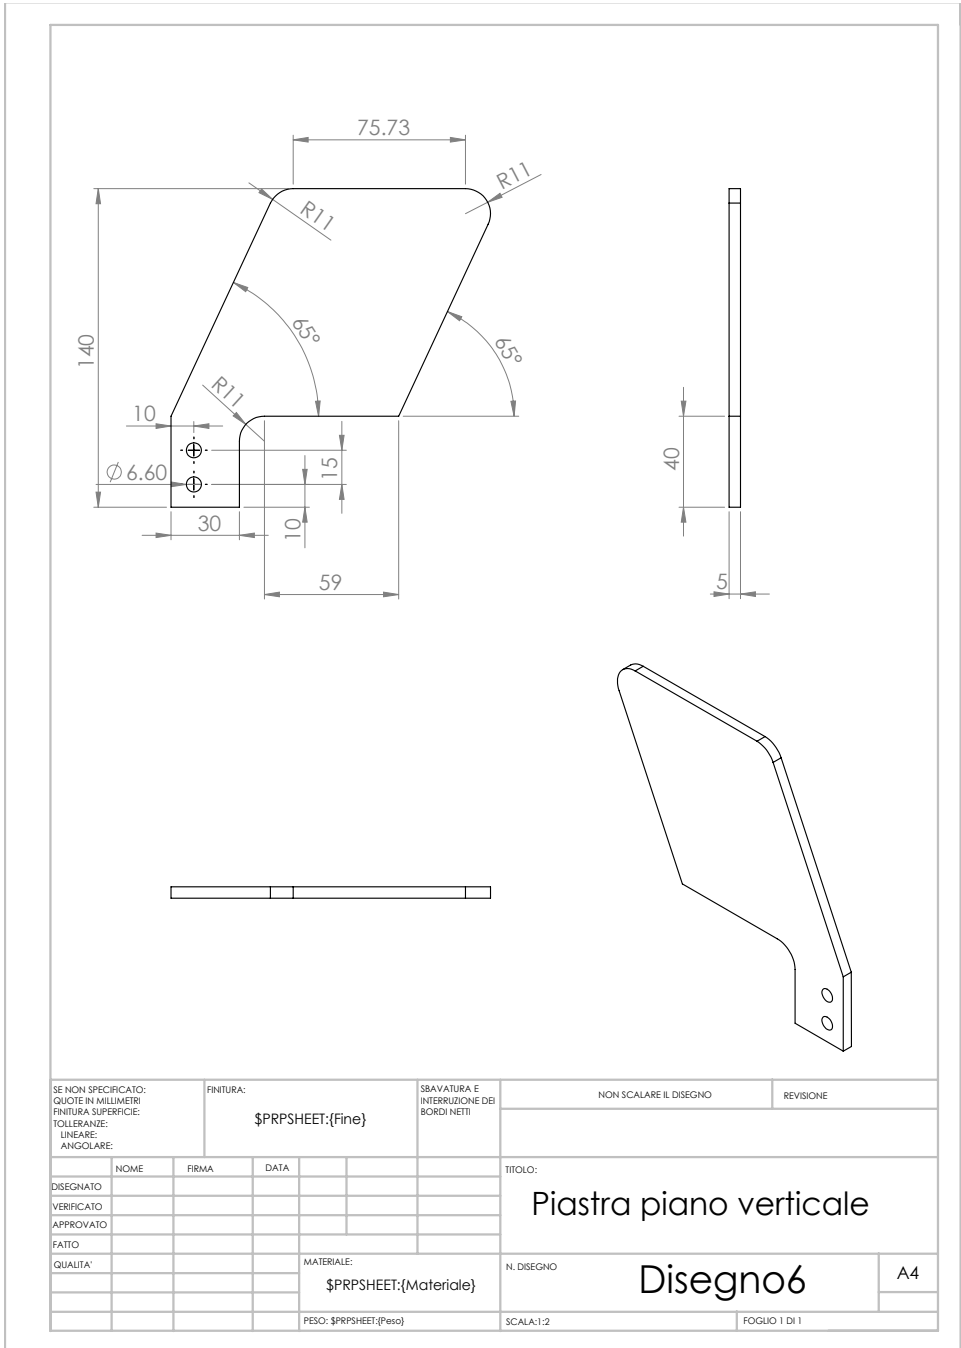 75.73
R11
R11
65°
65°
140
R11
10
Ø6.60
15
30
10
59
40
5
SE NON SPECIFICATO:
QUOTE IN MILLIMETRI
FINITURA SUPERFICIE:
TOLLERANZE:
LINEARE:
ANGOLARE:
FINITURA:
$PRPSHEET:{Fine}
SBAVATURA E
INTERRUZIONE DEI
BORDI NETTI
NON SCALARE IL DISEGNO
REVISIONE
NOME FIRMA DATA
DISEGNATO
VERIFICATO
APPROVATO
FATTO
QUALITA'
TITOLO:
Piastra piano verticale
MATERIALE:
$PRPSHEET:{Materiale}
N. DISEGNO
Disegno6
A4
PESO: $PRPSHEET:{Peso}
SCALA:1:2
FOGLIO 1 DI 1